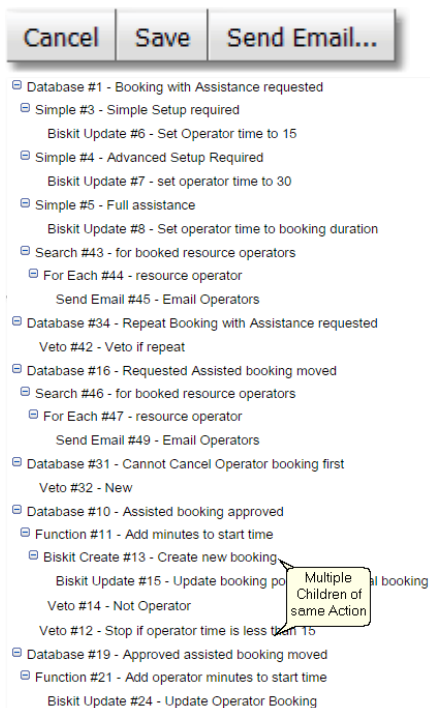 Cancel Save Send Email...
Database #1 - Booking with Assistance requested
Simple #3 - Simple Setup required
Biskit Update #6 - Set Operator time to 15
Simple #4 - Advanced Setup Required
Biskit Update #7 - set operator time to 30
Simple #5 - Full assistance
Biskit Update #8 - Set operator time to booking duration
Search #43 - for booked resource operators
For Each #44 - resource operator
Send Email #45 - Email Operators
Database #34 - Repeat Booking with Assistance requested
Veto #42 - Veto if repeat
Database #16 - Requested Assisted booking moved
Search #46 - for booked resource operators
For Each #47 - resource operator
Send Email #49 - Email Operators
Database #31 - Cannot Cancel Operator booking first
Veto #32 - New
Database #10 - Assisted booking approved
Function #11 - Add minutes to start time
Biskit Create #13 - Create new booking
Biskit Update #15 - Update booking booking
Multiple
Children of
same Action
Veto #14 - Not Operator
Veto #12 - Stop if operator time is less than 15
Database #19 - Approved assisted booking moved
Function #21 - Add operator minutes to start time
Biskit Update #24 - Update Operator Booking